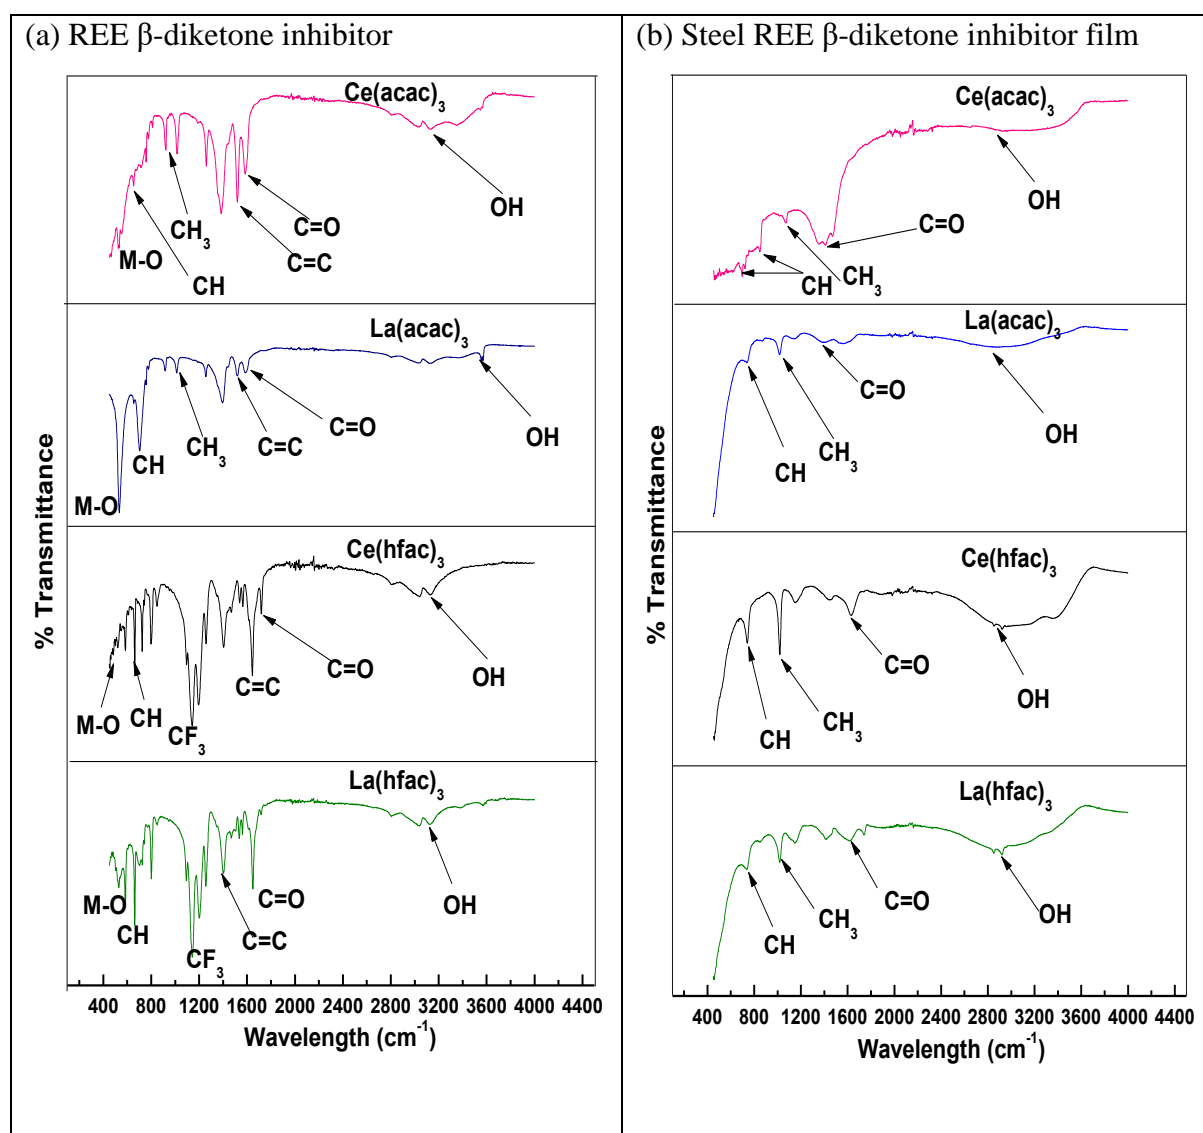 (a) REE β-diketone inhibitor
Ce(acac)3
OH
C=O
CH3
M-O
C=C
CH
La(acac)3
C=O
OH
CH3
C=C
CH
M-O
Ce(hfac)3
C=O
OH
C=C
CH
M-O
CF3
La(hfac)3
M-O
C=O
OH
CH
C=C
CF3
% Transmittance
400 800 1200 1600 2000 2400 2800 3200 3600 4000 4400
Wavelength (cm-1)
(b) Steel REE β-diketone inhibitor film
Ce(acac)3
OH
C=O
CH3
CH
La(acac)3
C=O
OH
CH3
CH
Ce(hfac)3
C=O
OH
CH3
CH
La(hfac)3
C=O
OH
CH3
CH
% Transmittance
400 800 1200 1600 2000 2400 2800 3200 3600 4000 4400
Wavelength (cm-1)